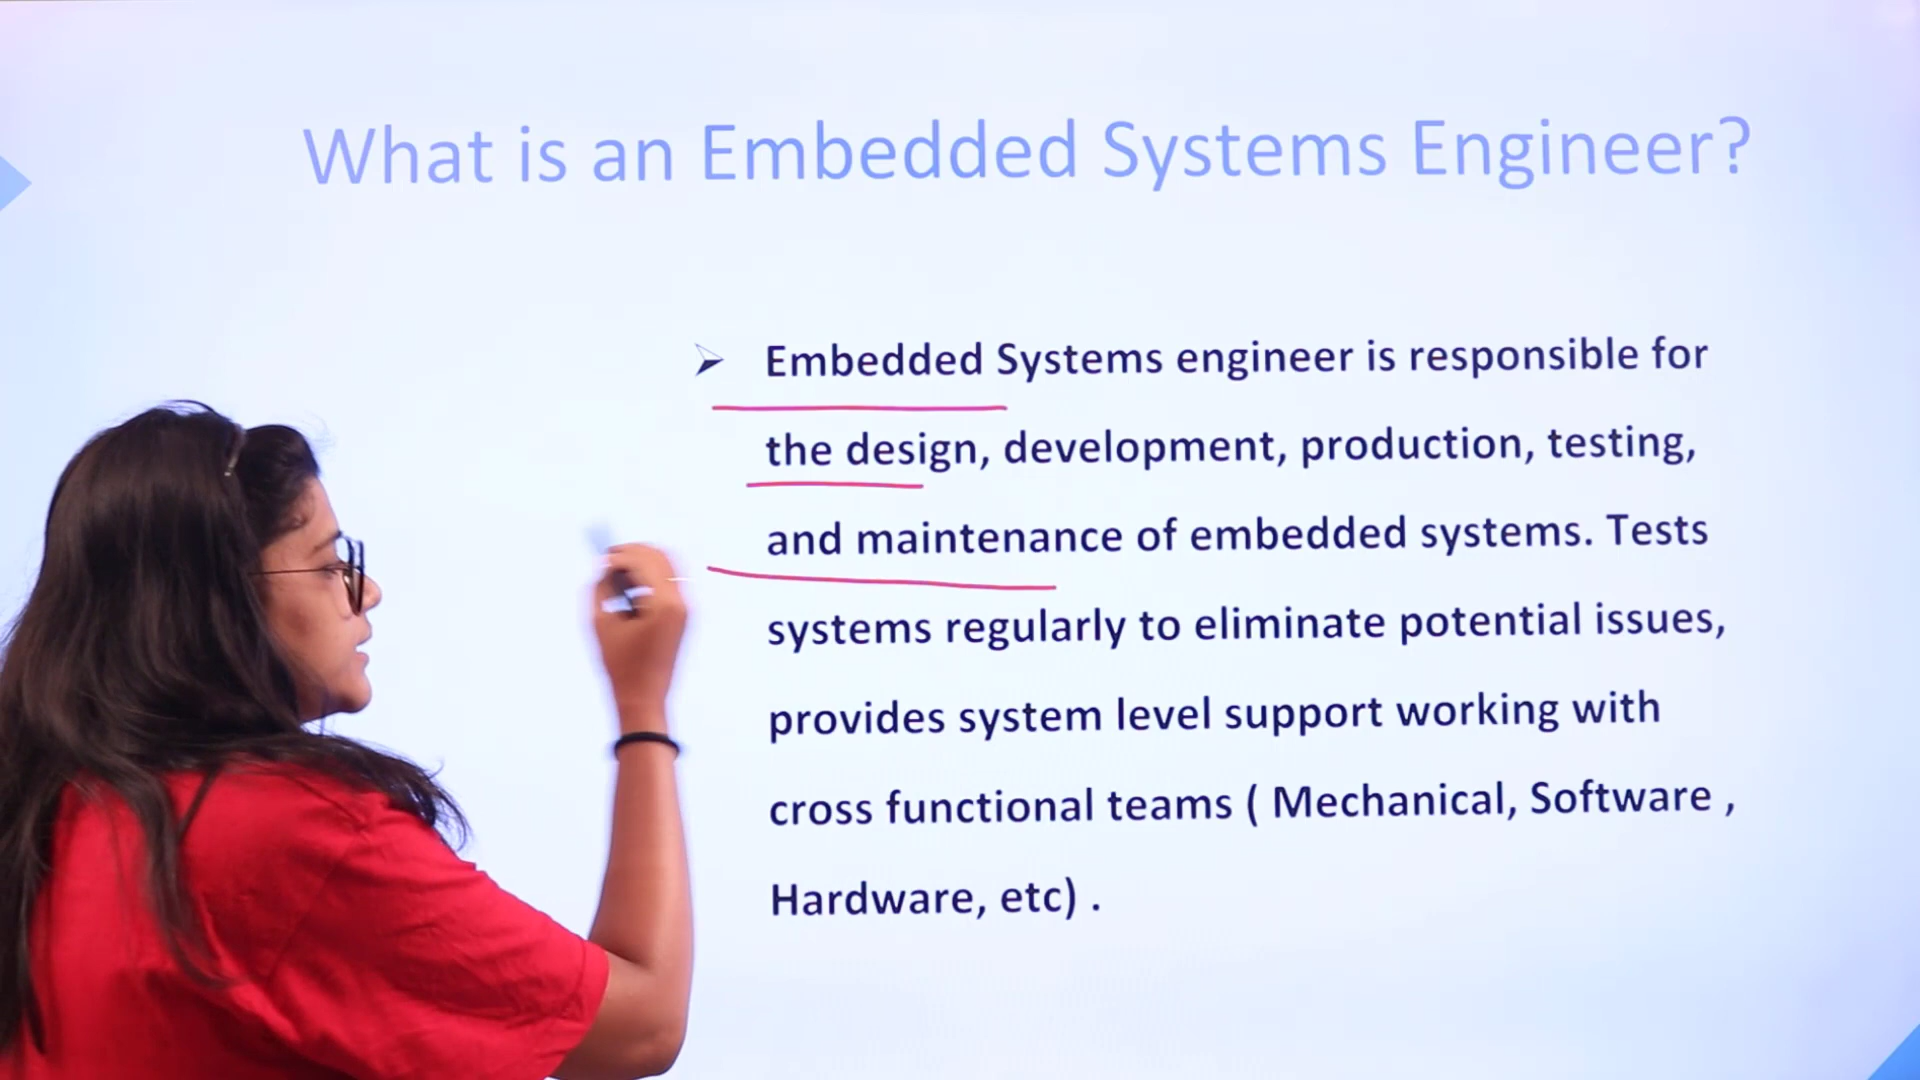 What is an Embedded Systems Engineer?
Embedded Systems engineer is responsible for
the design, development, production, testing,
and maintenance of embedded systems. Tests
systems regularly to eliminate potential issues,
provides system level support working with
cross functional teams ( Mechanical, Software ,
Hardware, etc) .